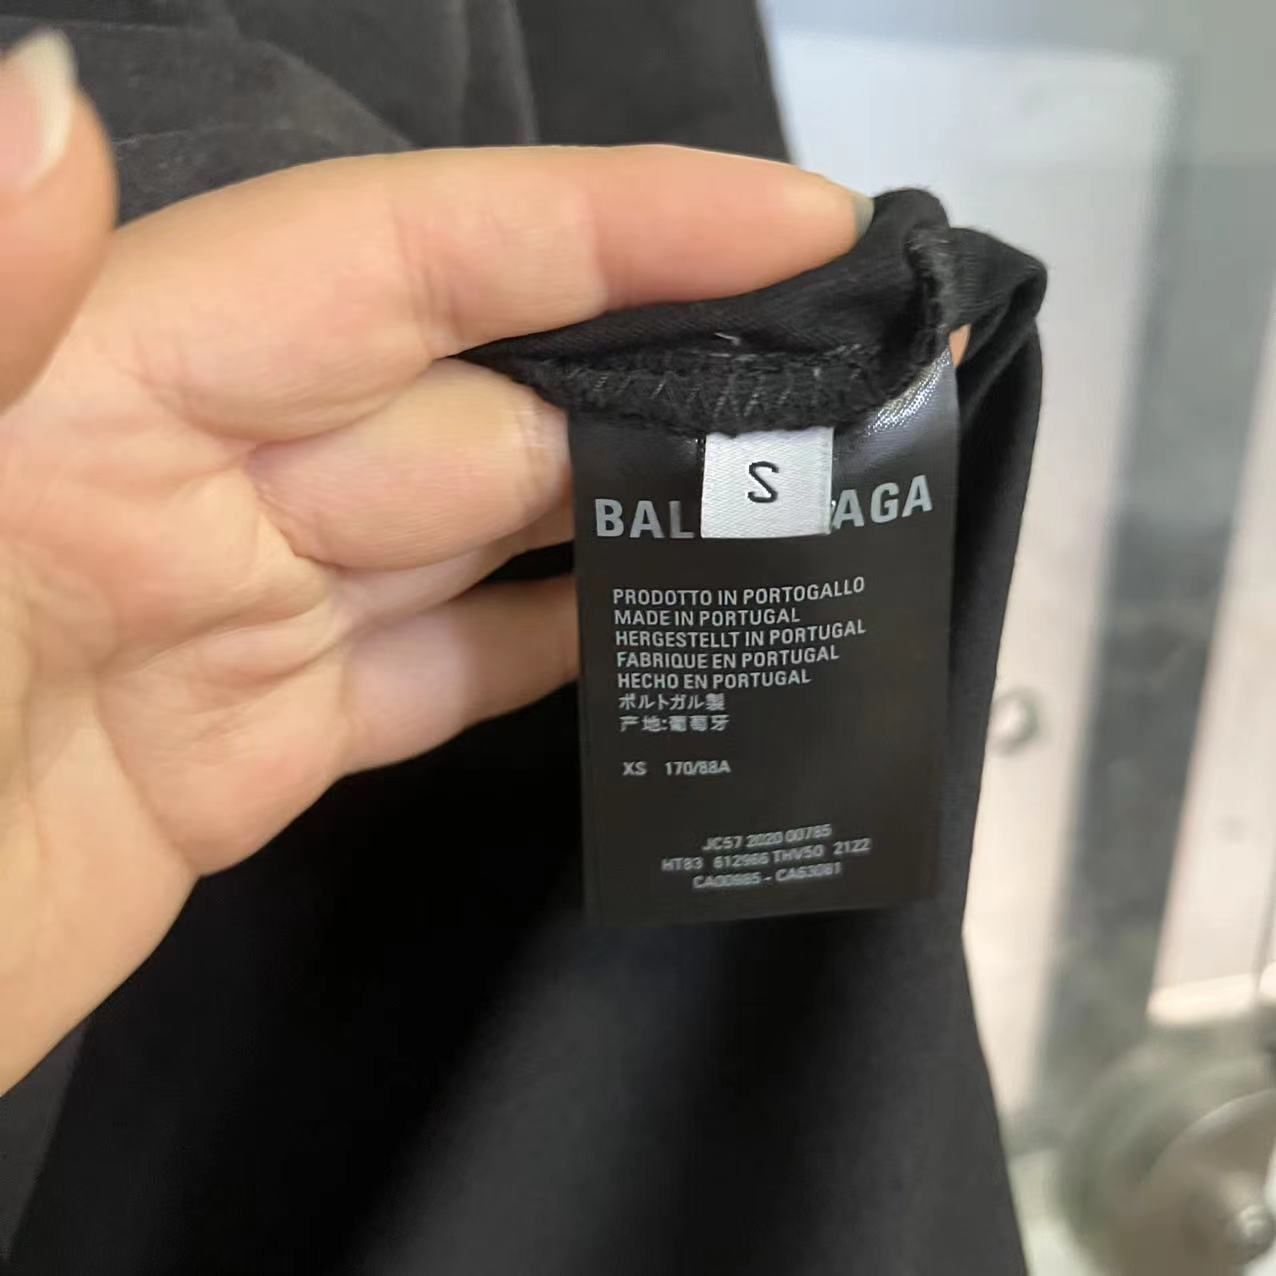 S
BAL AGA
PRODOTTO IN PORTOGALLO
MADE IN PORTUGAL
HERGESTELLT IN PORTUGAL
FABRIQUE EN PORTUGAL
HECHO EN PORTUGAL
ポルトガル製
产地:葡萄牙
XS 170/88A
JC57 2020 00785
HT83 612966 THV50 2122
CA00985 - CA63081